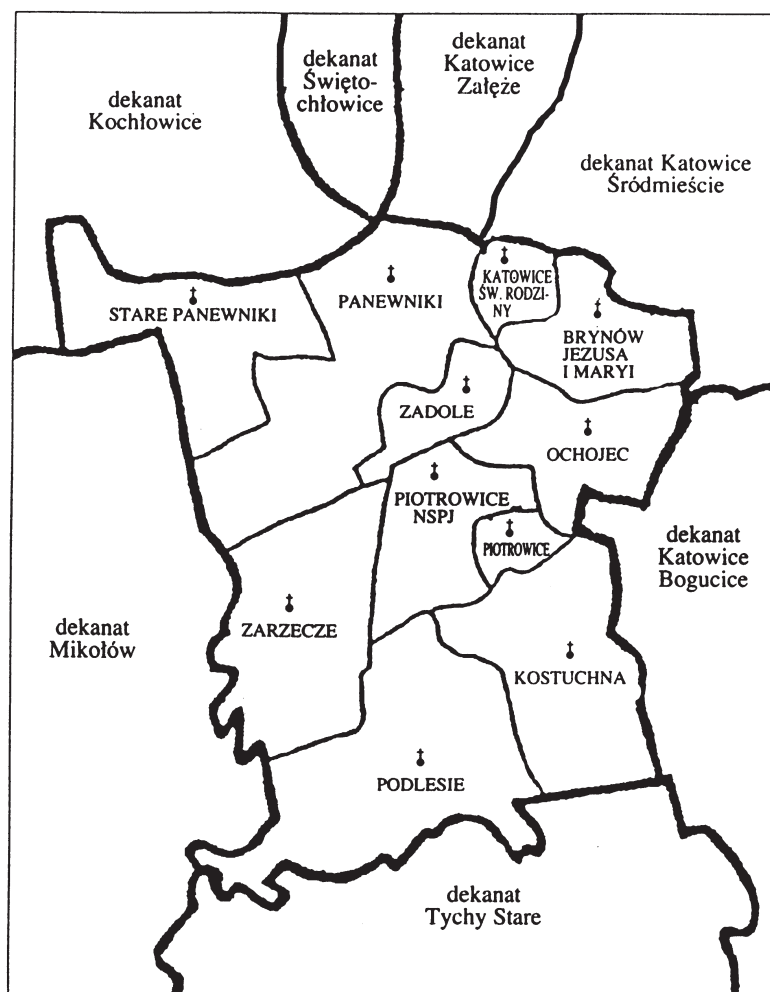 dekanat
Kochłowice
dekanat
Święto-
chłowice
dekanat
Katowice
Załęże
dekanat Katowice
Śródmieście
STARE PANEWNIKI
PANEWNIKI
KATOWICE
ŚW. RODZI-
NY
BRYNÓW
JEZUSA
I MARYI
ZADOLE
OCHOJEC
PIOTROWICE
NSPJ
PIOTROWICE
dekanat
Katowice
Bogucice
dekanat
Mikołów
ZARZECZE
KOSTUCHNA
PODLESIE
dekanat
Tychy Stare